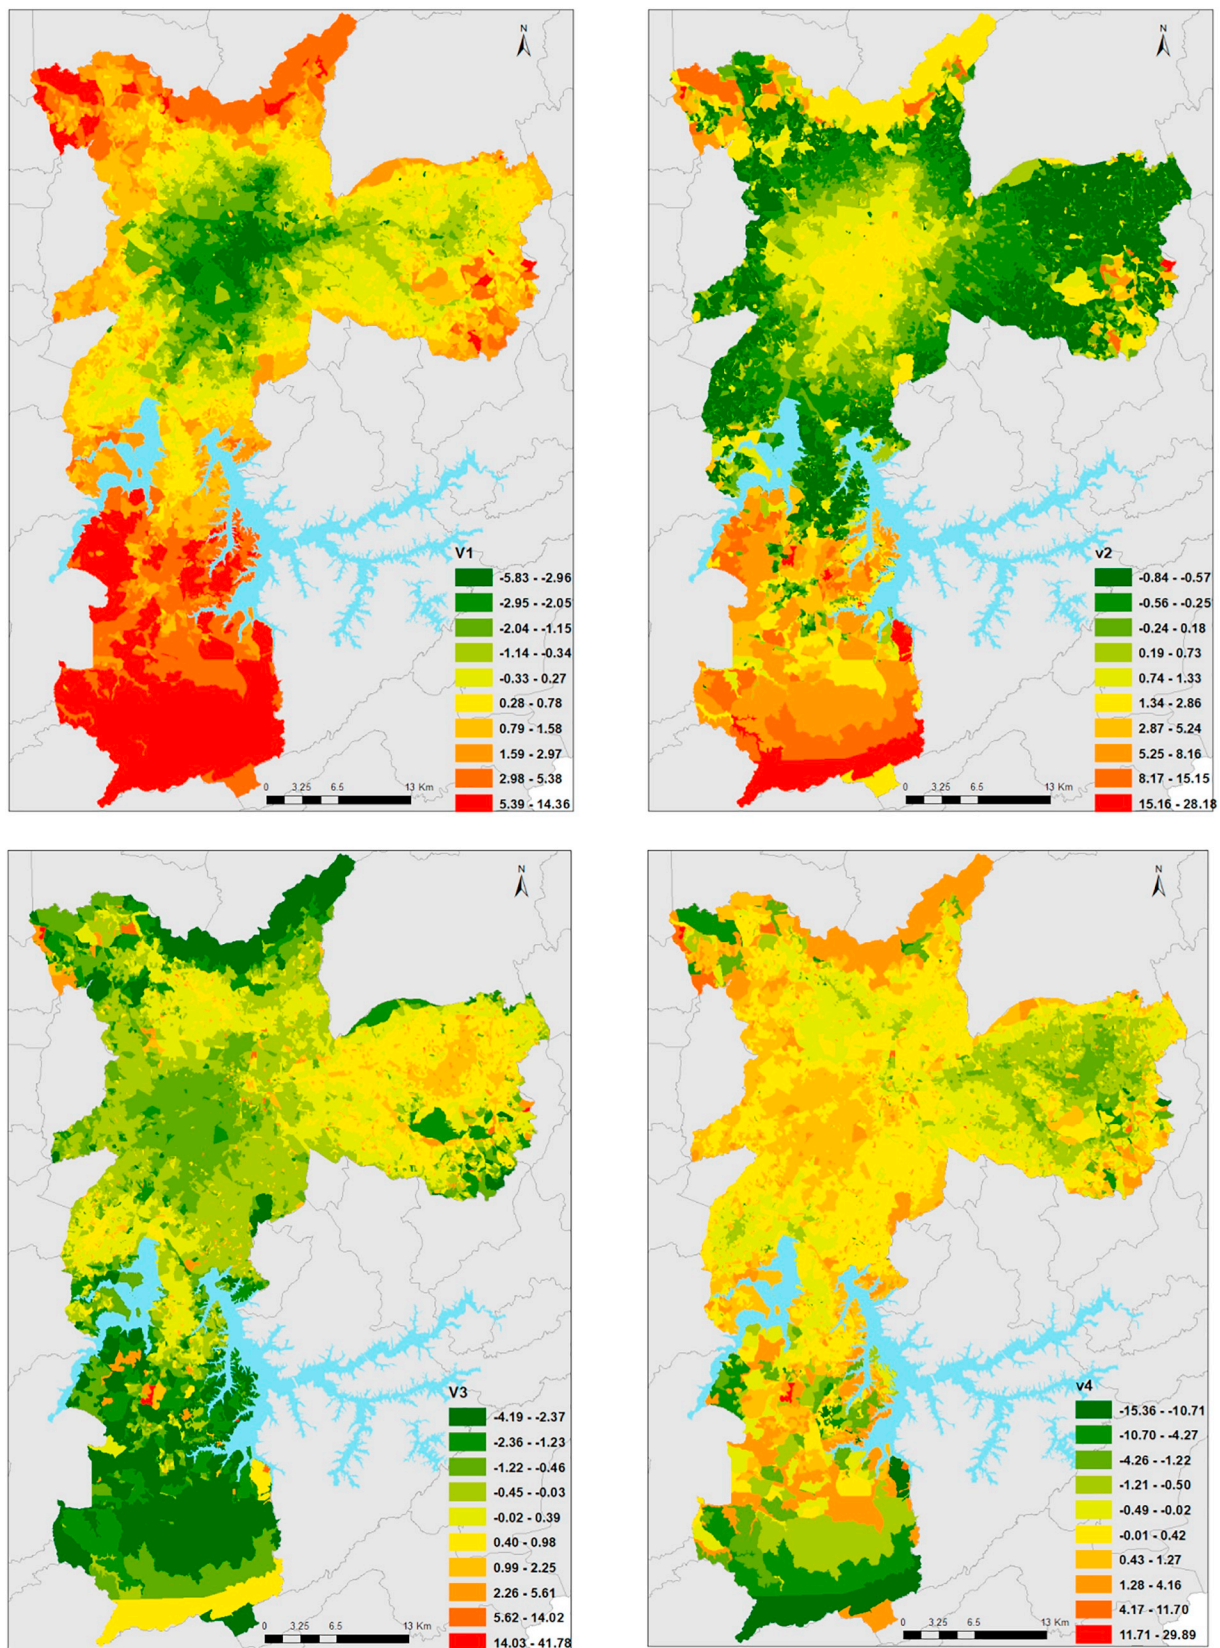 N
V1
-5.83 - -2.96
-2.95 - -2.05
-2.04 - -1.15
-1.14 - -0.34
-0.33 - 0.27
0.28 - 0.78
0.79 - 1.58
1.59 - 2.97
2.98 - 5.38
5.39 - 14.36
0 3.25 6.5 13 Km
N
v2
-0.84 - -0.57
-0.56 - -0.25
-0.24 - 0.18
0.19 - 0.73
0.74 - 1.33
1.34 - 2.86
2.87 - 5.24
5.25 - 8.16
8.17 - 15.15
15.16 - 28.18
0 3.25 6.5 13 Km
N
V3
-4.19 - -2.37
-2.36 - -1.23
-1.22 - -0.46
-0.45 - -0.03
-0.02 - 0.39
0.40 - 0.98
0.99 - 2.25
2.26 - 5.61
5.62 - 14.02
14.03 - 41.78
0 3.25 6.5 13 Km
N
v4
-15.36 - -10.71
-10.70 - -4.27
-4.26 - -1.22
-1.21 - -0.50
-0.49 - -0.02
-0.01 - 0.42
0.43 - 1.27
1.28 - 4.16
4.17 - 11.70
11.71 - 29.89
0 3.25 6.5 13 Km